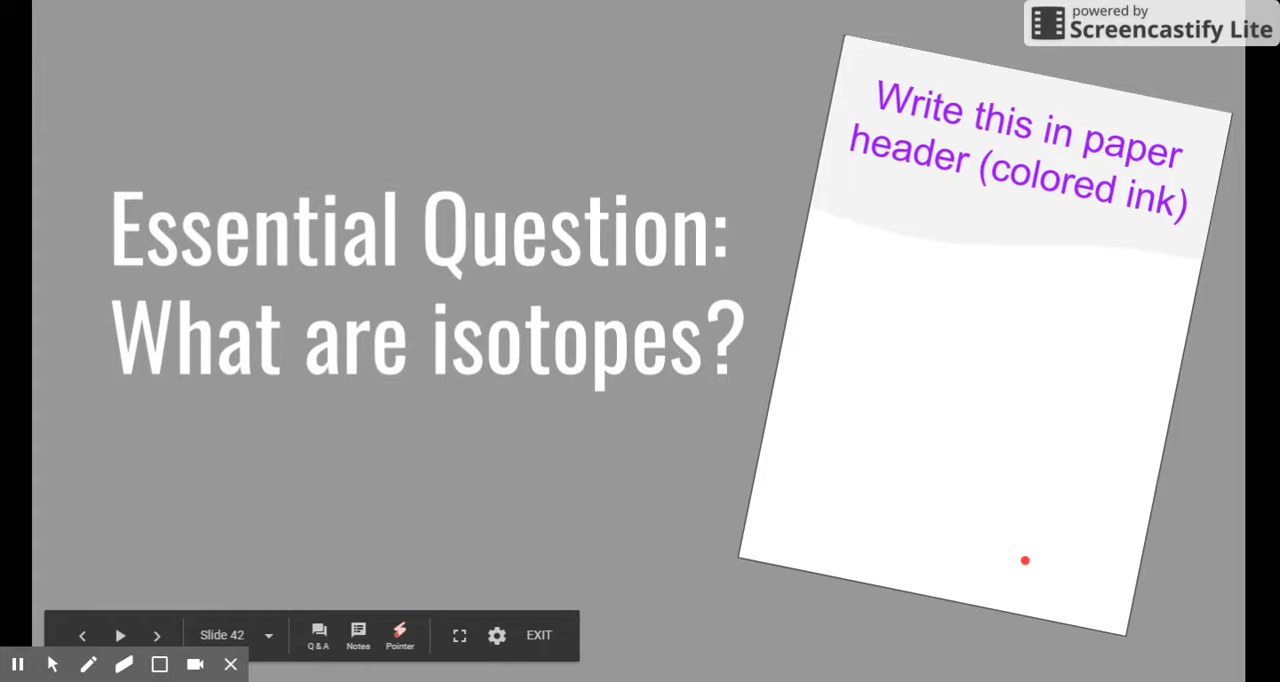 powered by
Screencastify Lite
Write this in paper
header (colored ink)
Essential Question:
What are isotopes?
Slide 42
Q & A
Notes
Pointer
EXIT